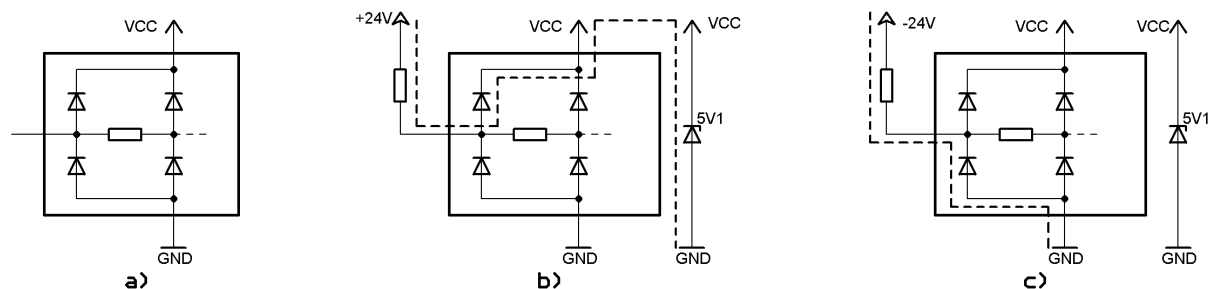 VCC
GND
a)
+24V
VCC
VCC
5V1
GND
GND
b)
-24V
VCC
VCC
5V1
GND
GND
c)